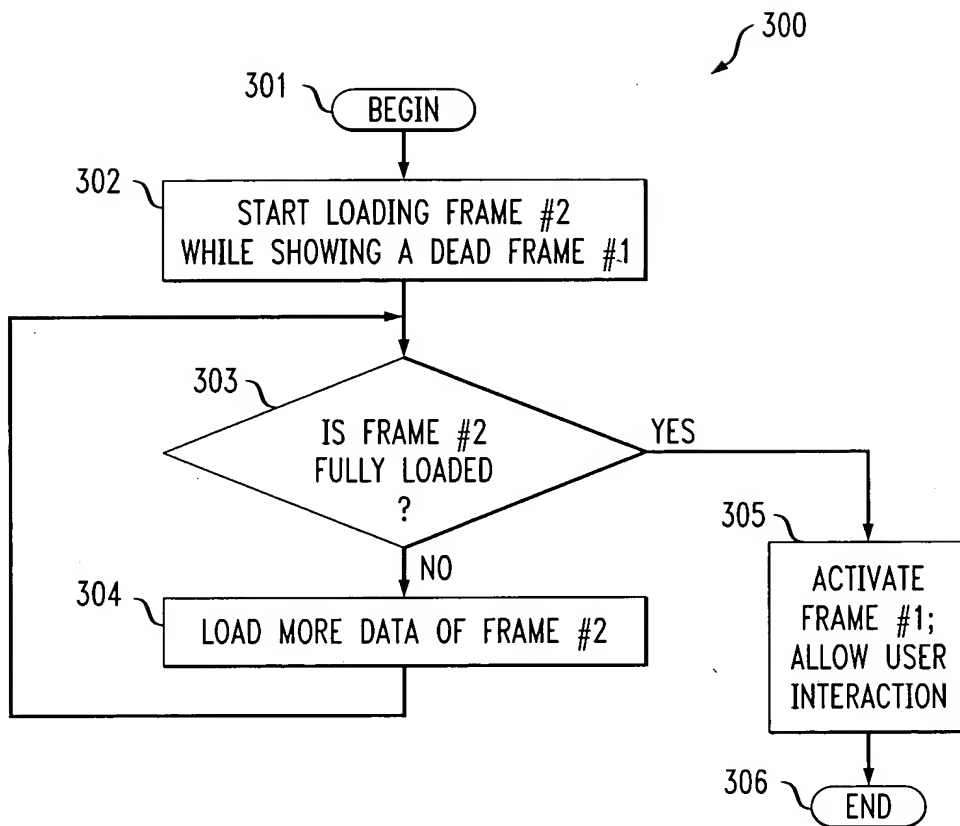 300
301
BEGIN
302
START LOADING FRAME #2
WHILE SHOWING A DEAD FRAME #1
303
IS FRAME #2
FULLY LOADED
?
YES
NO
304
LOAD MORE DATA OF FRAME #2
305
ACTIVATE
FRAME #1;
ALLOW USER
INTERACTION
306
END